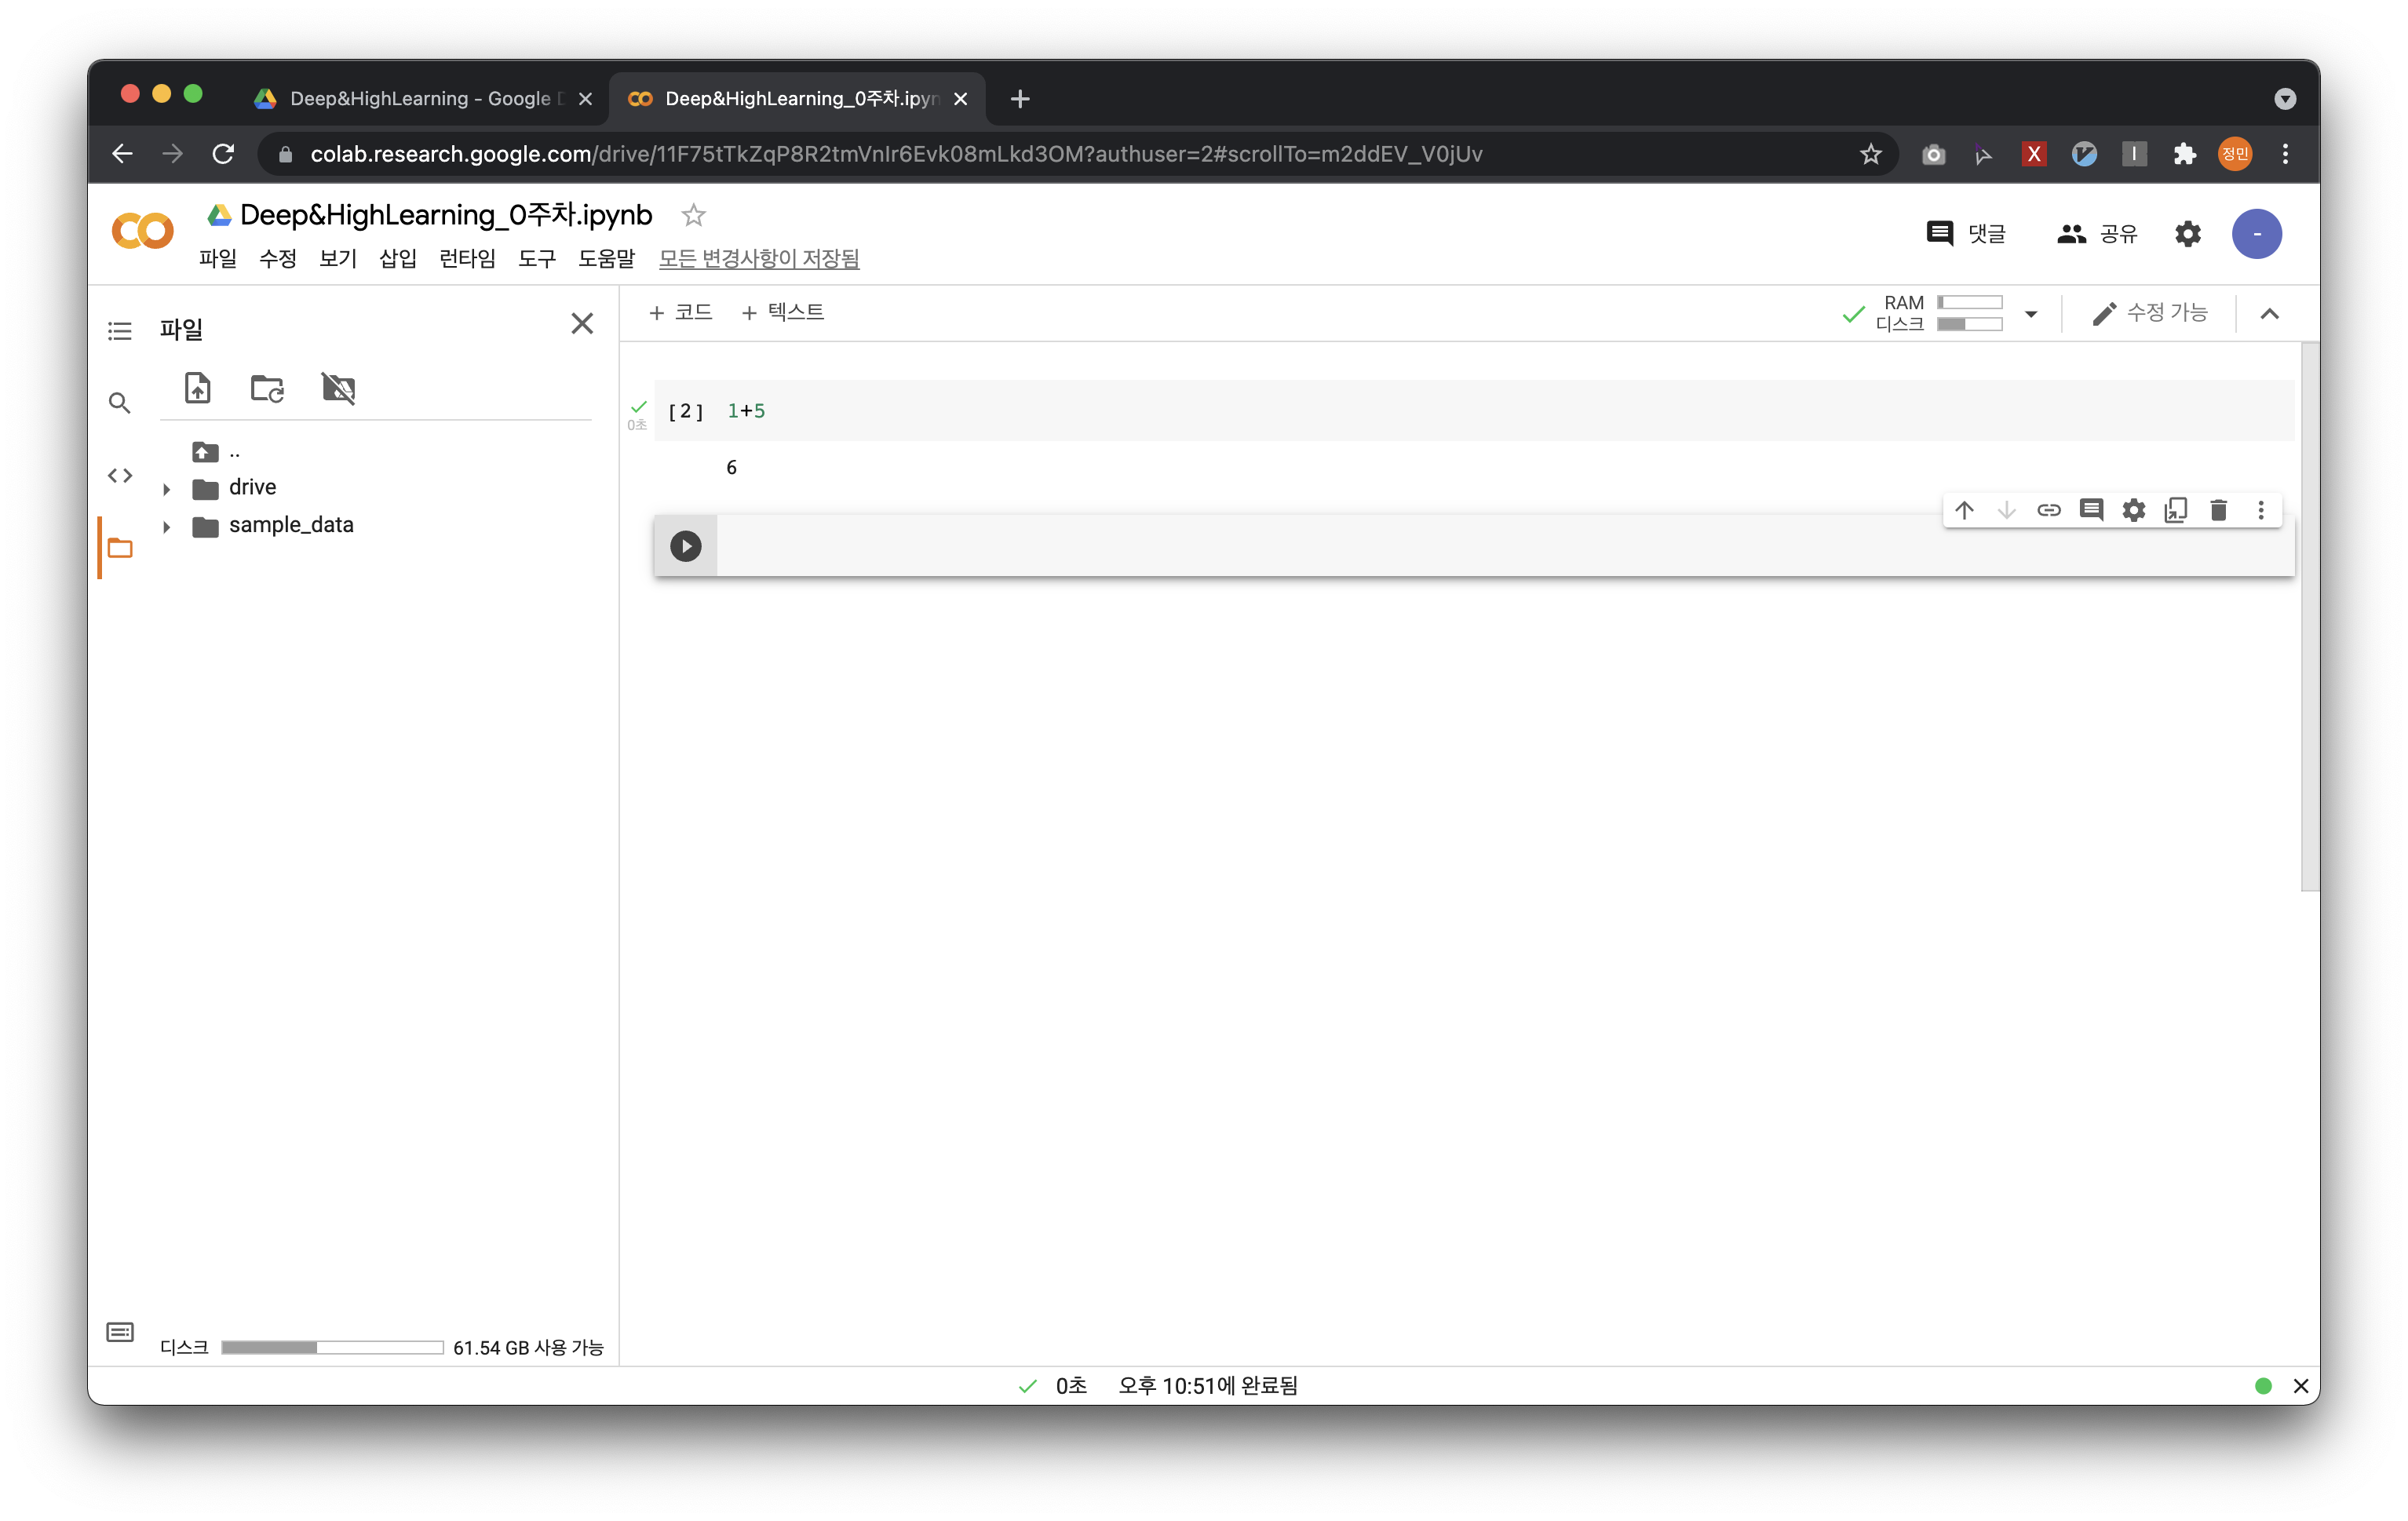 Deep&HighLearning - Google
Deep&HighLearning_0주차.ipyn
colab.research.google.com/drive/11F75tTkZqP8R2tmVnIr6Evk08mLkd3OM?authuser=2#scrollTo=m2ddEV_V0jUv
X
I
정민
Deep&HighLearning_0주차.ipynb
댓글
공유
-
파일 수정 보기 삽입 런타임 도구 도움말 모든 변경사항이 저장됨
파일
+ 코드 + 텍스트
RAM
디스크
수정 가능
[2] 1+5
0초
6
..
drive
sample_data
디스크 61.54 GB 사용 가능
0초 오후 10:51에 완료됨